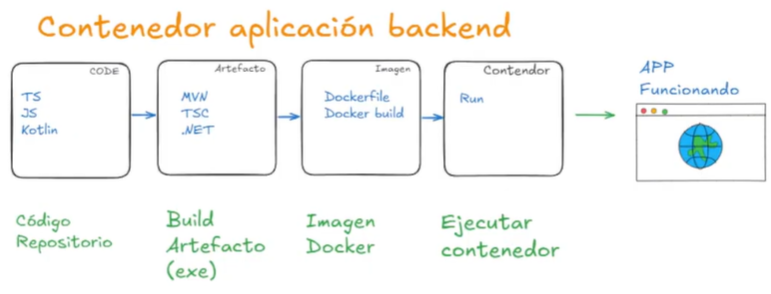 Contenedor aplicación backend
CODE
TS
JS
Kotlin
Artefacto
MVN
TSC
.NET
Imagen
Dockerfile
Docker build
Contendor
Run
APP
Funcionando
Código
Repositorio
Build
Artefacto
(exe)
Imagen
Docker
Ejecutar
contenedor